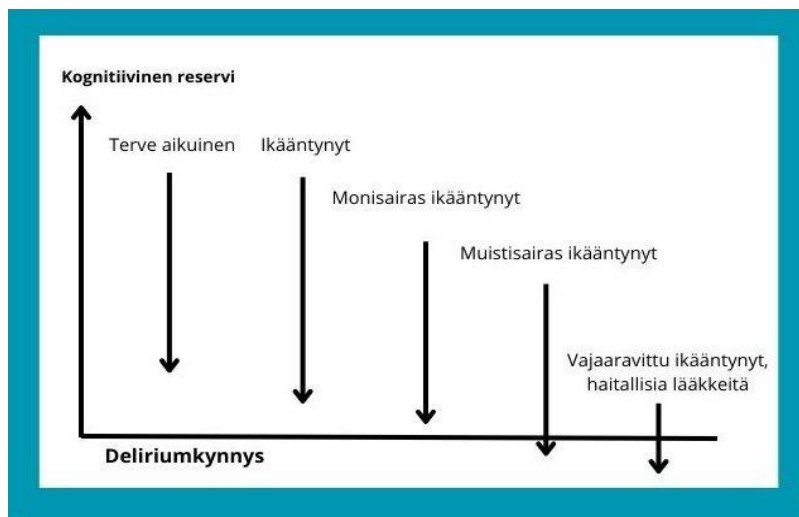 Kognitiivinen reservi
Terve aikuinen
Ikääntynyt
Monisairas ikääntynyt
Muistisairas ikääntynyt
Vajaaravittu ikääntynyt,
haitallisia lääkkeitä
Deliriumkynnys